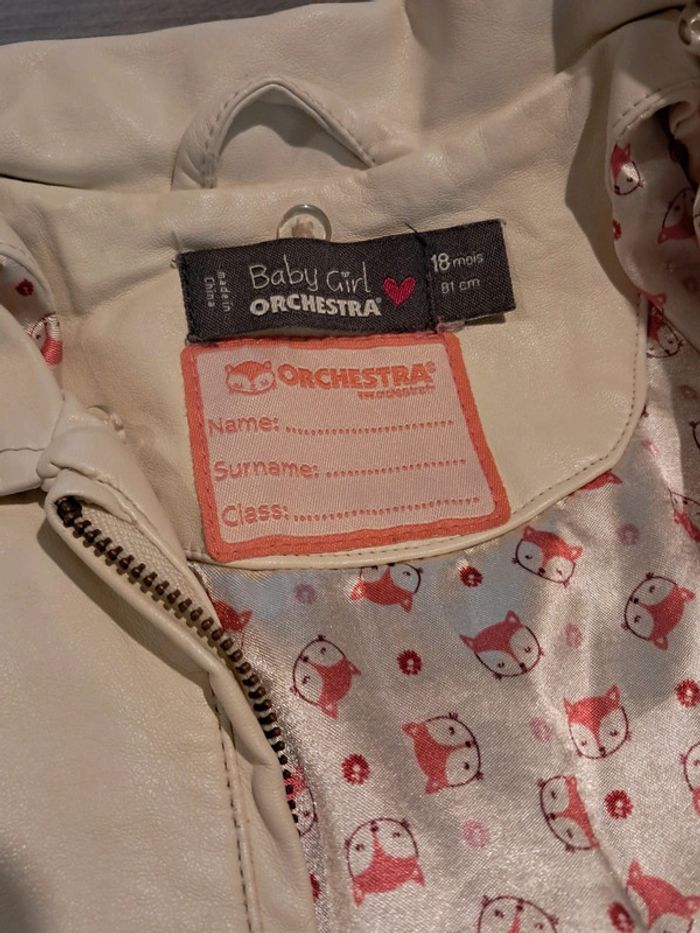 made in
China
Baby Girl
ORCHESTRA
18 mois
81 cm
ORCHESTRA
Name:
Surname:
Class: